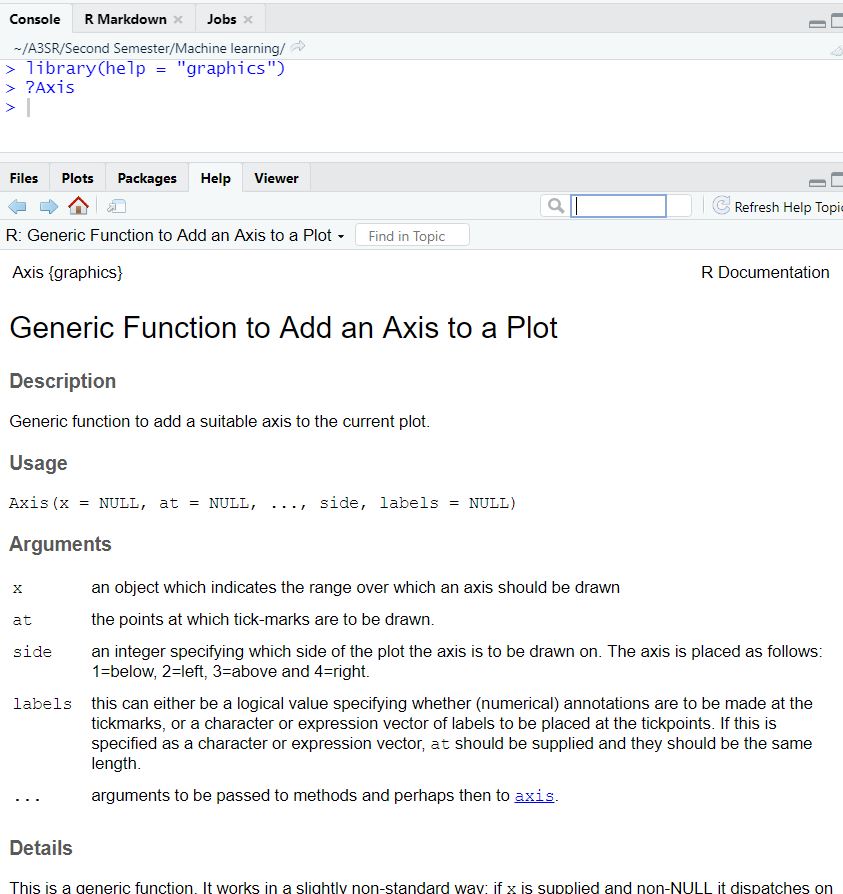 Console R Markdown Jobs
~/A3SR/Second Semester/Machine learning/
> library(help = "graphics")
> ?Axis
>
Files Plots Packages Help Viewer
Refresh Help Topic
R: Generic Function to Add an Axis to a Plot Find in Topic
Axis {graphics} R Documentation
Generic Function to Add an Axis to a Plot
Description
Generic function to add a suitable axis to the current plot.
Usage
Axis(x = NULL, at = NULL, ..., side, labels = NULL)
Arguments
x an object which indicates the range over which an axis should be drawn
at the points at which tick-marks are to be drawn.
side an integer specifying which side of the plot the axis is to be drawn on. The axis is placed as follows:
1=below, 2=left, 3=above and 4=right.
labels this can either be a logical value specifying whether (numerical) annotations are to be made at the
tickmarks, or a character or expression vector of labels to be placed at the tickpoints. If this is
specified as a character or expression vector, at should be supplied and they should be the same
length.
... arguments to be passed to methods and perhaps then to axis.
Details
This is a generic function. It works in a slightly non-standard way: if x is supplied and non-NULL it dispatches on